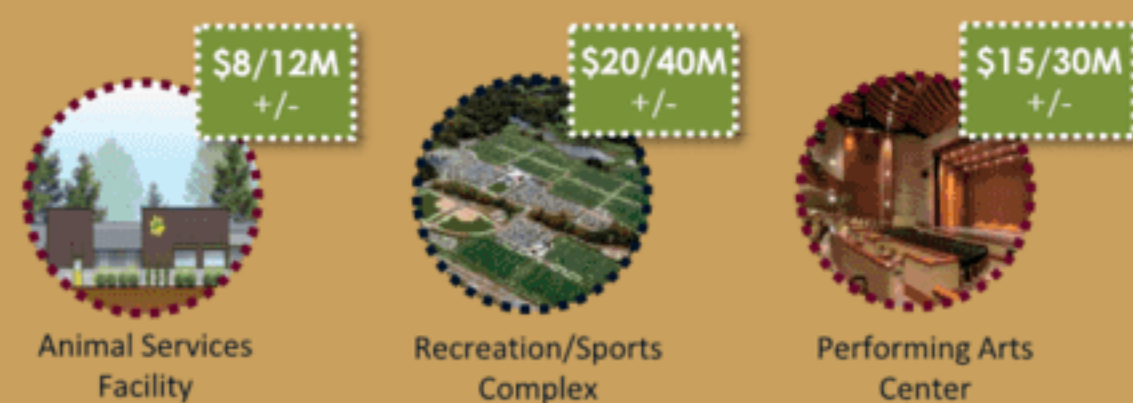 $8/12M
+/-
$20/40M
+/-
$15/30M
+/-
Animal Services
Facility
Recreation/Sports
Complex
Performing Arts
Center